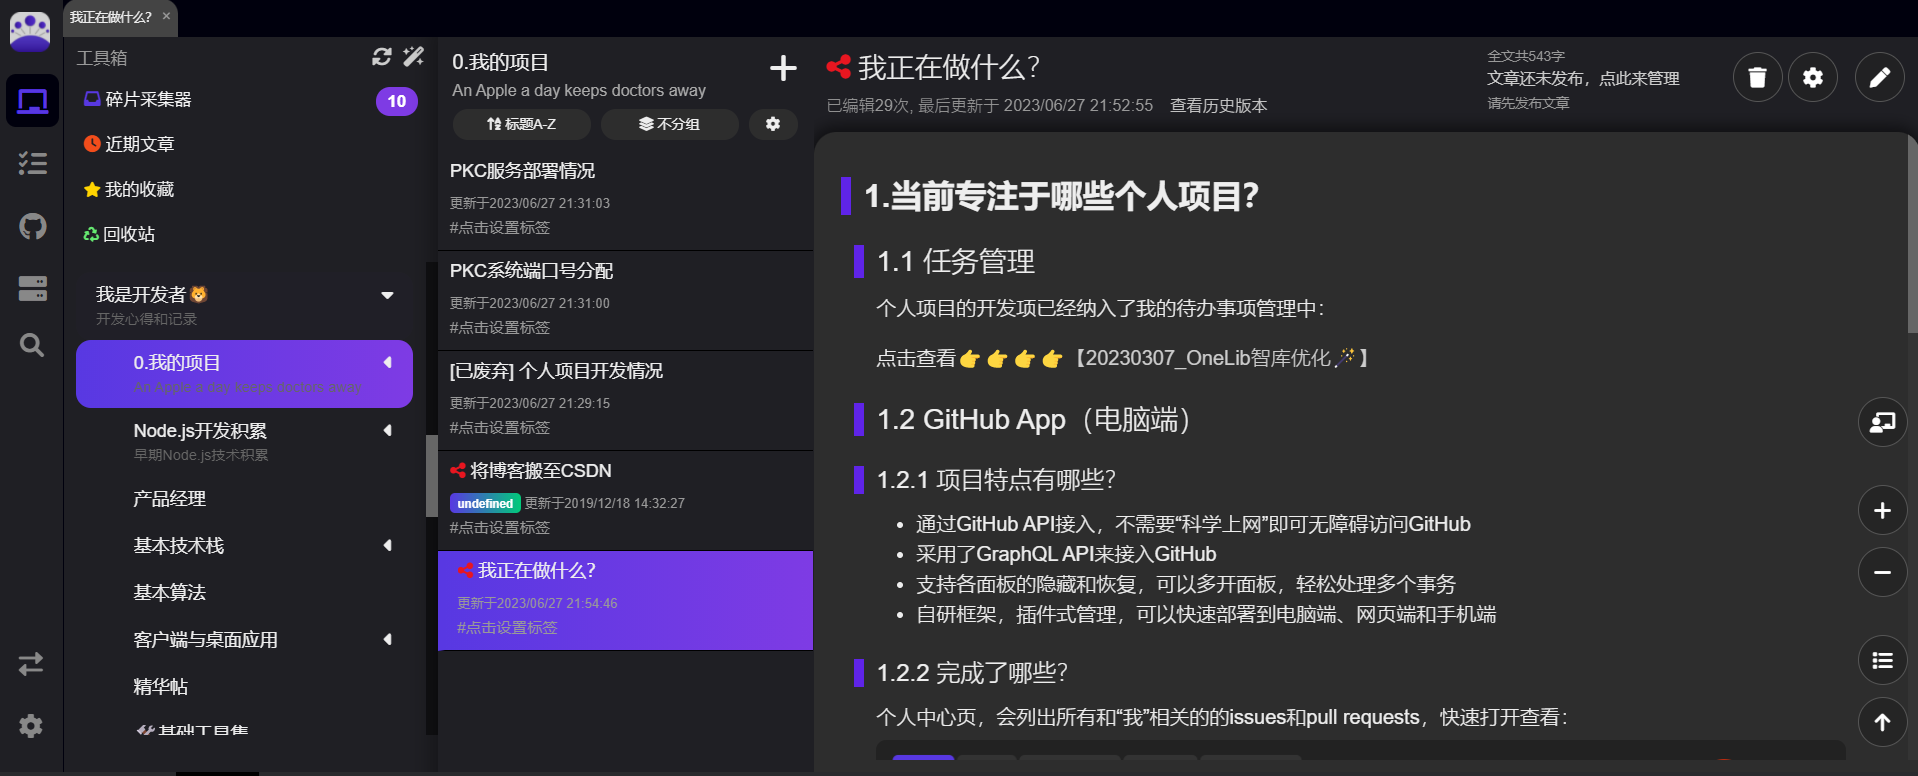 我正在做什么? ×
工具箱
碎片采集器
10
近期文章
我的收藏
回收站
我是开发者🦁
开发心得和记录
0.我的项目
An Apple a day keeps doctors away
Node.js开发积累
早期Node.js技术积累
产品经理
基本技术栈
基本算法
客户端与桌面应用
精华帖
🛠基础工具集
0.我的项目
An Apple a day keeps doctors away
标题A-Z
不分组
PKC服务部署情况
更新于2023/06/27 21:31:03
#点击设置标签
PKC系统端口号分配
更新于2023/06/27 21:31:00
#点击设置标签
[已废弃] 个人项目开发情况
更新于2023/06/27 21:29:15
#点击设置标签
将博客搬至CSDN
undefined 更新于2019/12/18 14:32:27
#点击设置标签
我正在做什么?
更新于2023/06/27 21:54:46
#点击设置标签
我正在做什么?
已编辑29次, 最后更新于 2023/06/27 21:52:55 查看历史版本
全文共543字
文章还未发布，点此来管理
请先发布文章
1.当前专注于哪些个人项目?
1.1 任务管理
个人项目的开发项已经纳入了我的待办事项管理中：
点击查看👉👉👉👉【20230307_OneLib智库优化🪄】
1.2 GitHub App（电脑端）
1.2.1 项目特点有哪些?
• 通过GitHub API接入，不需要“科学上网”即可无障碍访问GitHub
• 采用了GraphQL API来接入GitHub
• 支持各面板的隐藏和恢复，可以多开面板，轻松处理多个事务
• 自研框架，插件式管理，可以快速部署到电脑端、网页端和手机端
1.2.2 完成了哪些?
个人中心页，会列出所有和“我”相关的的issues和pull requests，快速打开查看：